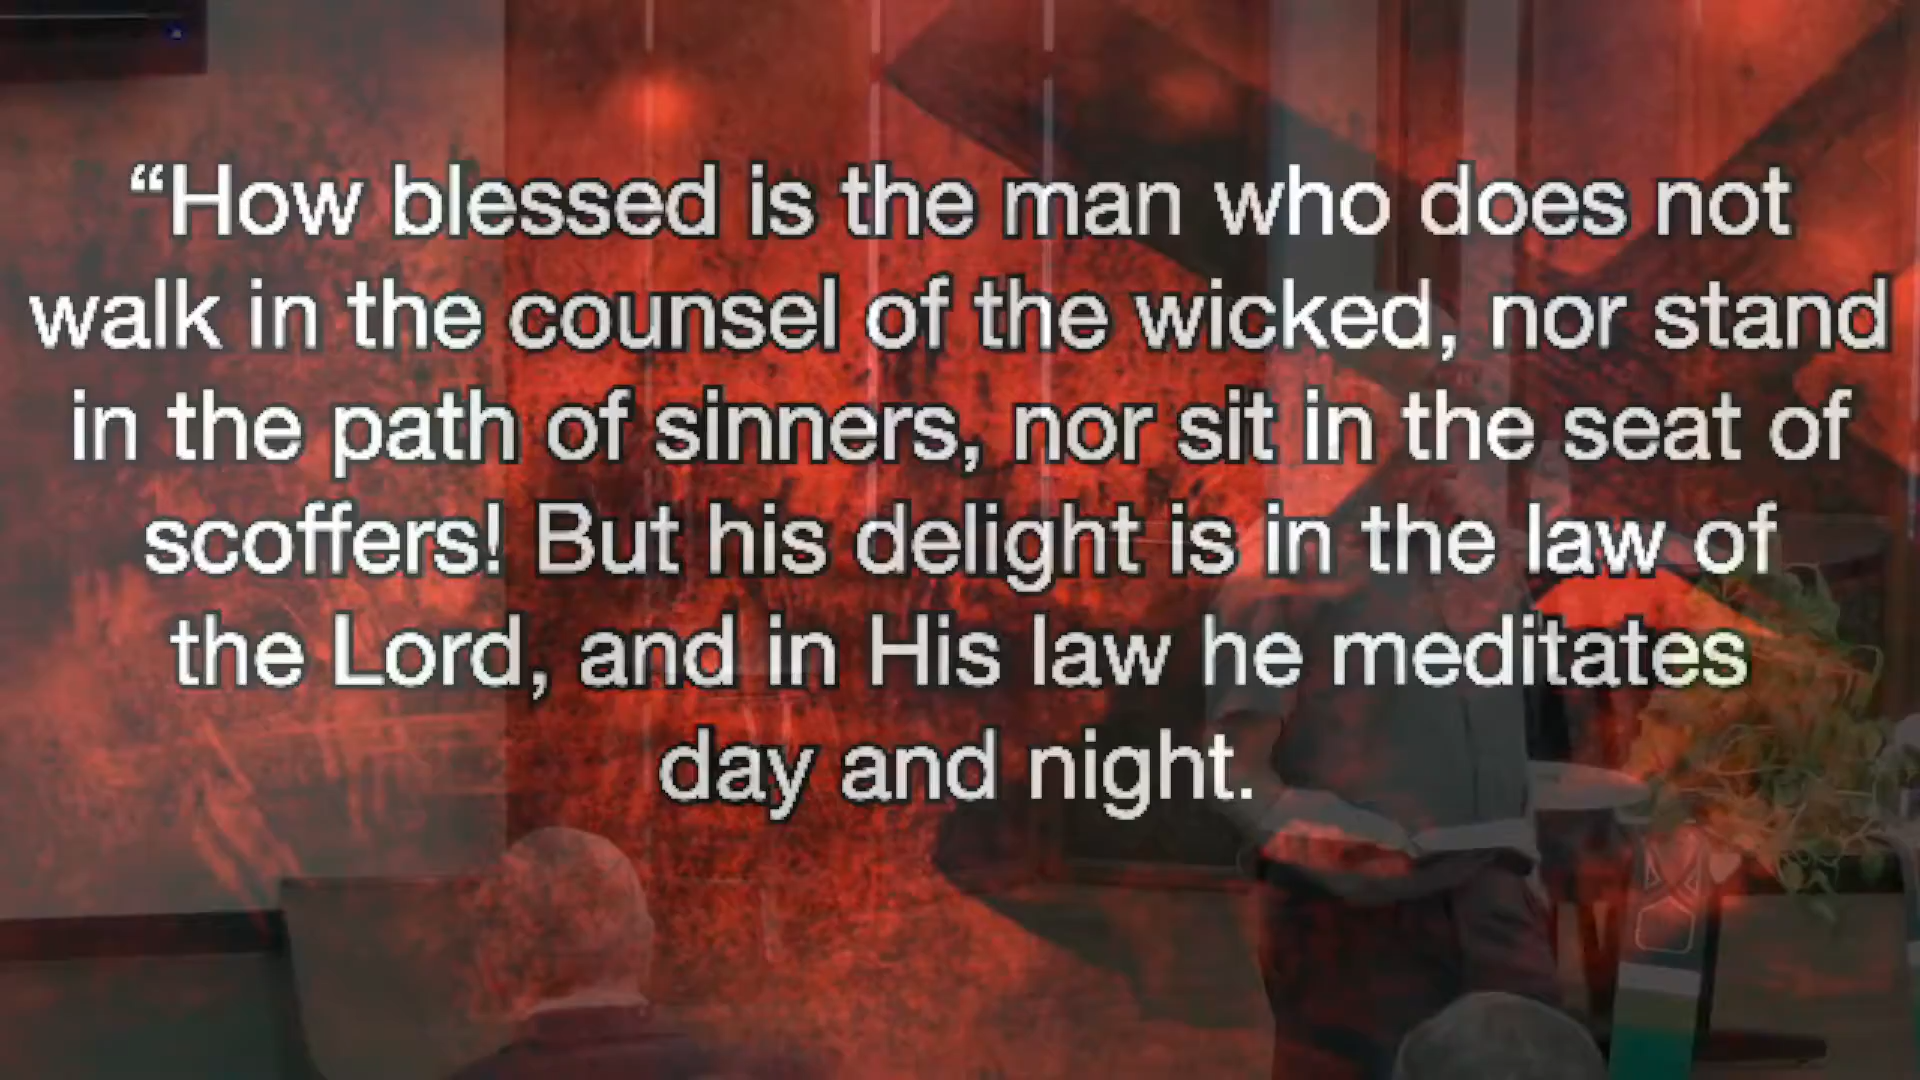 “How blessed is the man who does not
walk in the counsel of the wicked, nor stand
in the path of sinners, nor sit in the seat of
scoffers! But his delight is in the law of
the Lord, and in His law he meditates
day and night.